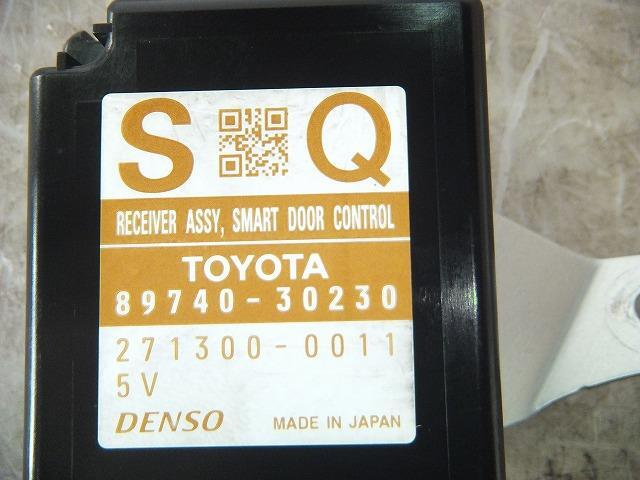 S Q
RECEIVER ASSY, SMART DOOR CONTROL
TOYOTA
89740-30230
271300-0011
5V
DENSO MADE IN JAPAN